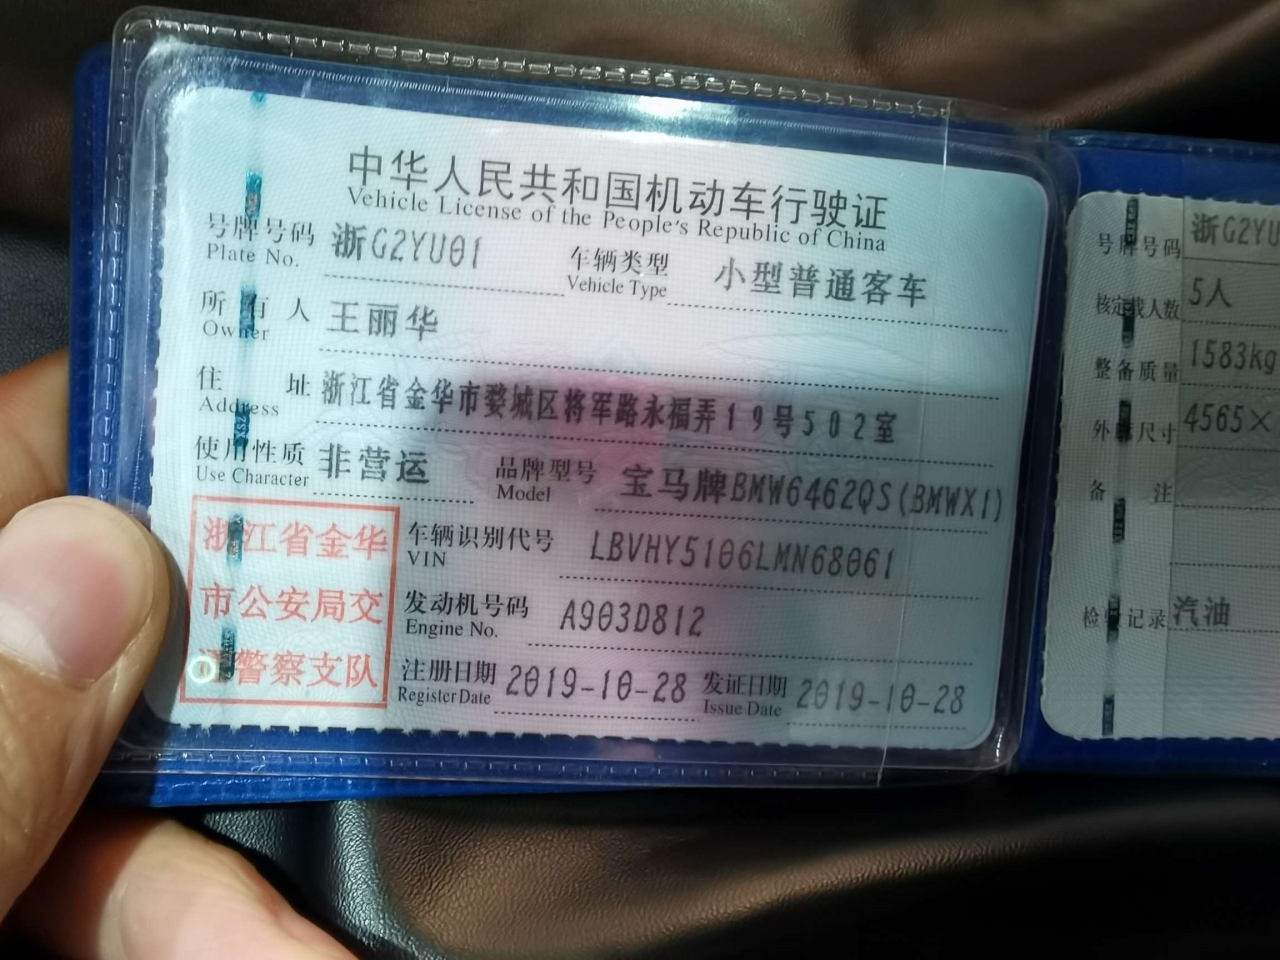 中华人民共和国机动车行驶证
Vehicle License of the People's Republic of China
号牌号码 浙G2YU01 车辆类型 小型普通客车
Plate No. Vehicle Type
所有人 王丽华
Owner
住址 浙江省金华市婺城区将军路永福弄19号502室
Address
使用性质 非营运 品牌型号 宝马牌BMW6462QS(BMWX1)
Use Character Model
浙江省金华
市公安局交
通警察支队
车辆识别代号 LBVHY5106LMN68061
VIN
发动机号码 A903D812
Engine No.
注册日期 2019-10-28 发证日期 2019-10-28
Register Date Issue Date
号牌号码 浙G2YU
核定载人数 5人
整备质量 1583kg
外廓尺寸 4565×
备注
检验记录 汽油